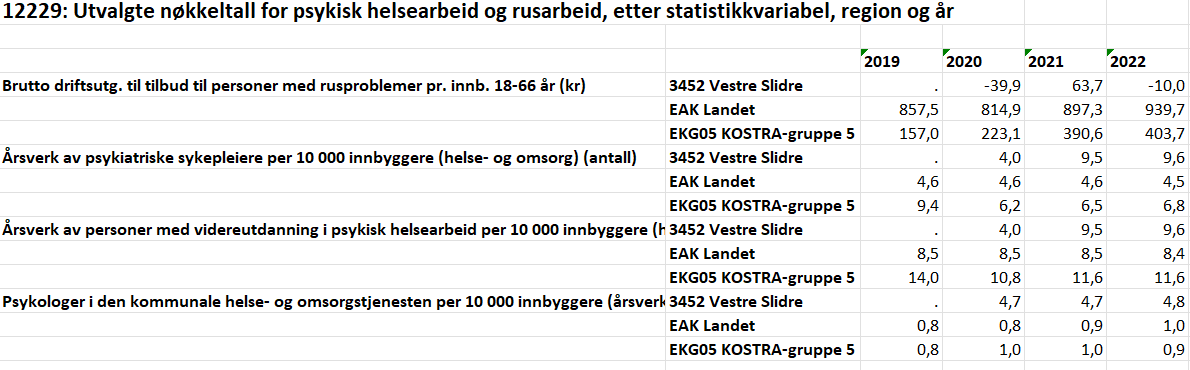 12229: Utvalgte nøkkeltall for psykisk helsearbeid og rusarbeid, etter statistikkvariabel, region og år
2019 2020 2021 2022
Brutto driftsutg. til tilbud til personer med rusproblemer pr. innb. 18-66 år (kr) 3452 Vestre Slidre . -39,9 63,7 -10,0
EAK Landet 857,5 814,9 897,3 939,7
EKG05 KOSTRA-gruppe 5 157,0 223,1 390,6 403,7
Årsverk av psykiatriske sykepleiere per 10 000 innbyggere (helse- og omsorg) (antall) 3452 Vestre Slidre . 4,0 9,5 9,6
EAK Landet 4,6 4,6 4,6 4,5
EKG05 KOSTRA-gruppe 5 9,4 6,2 6,5 6,8
Årsverk av personer med videreutdanning i psykisk helsearbeid per 10 000 innbyggere (h 3452 Vestre Slidre . 4,0 9,5 9,6
EAK Landet 8,5 8,5 8,5 8,4
EKG05 KOSTRA-gruppe 5 14,0 10,8 11,6 11,6
Psykologer i den kommunale helse- og omsorgstjenesten per 10 000 innbyggere (årsverk 3452 Vestre Slidre . 4,7 4,7 4,8
EAK Landet 0,8 0,8 0,9 1,0
EKG05 KOSTRA-gruppe 5 0,8 1,0 1,0 0,9